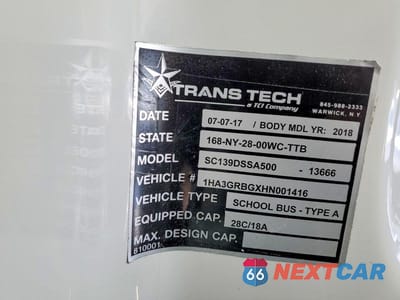 TRANS TECH
a TCI Company
845-988-2333
WARWICK, N.Y
DATE 07-07-17 / BODY MDL YR: 2018
STATE 168-NY-28-00WC-TTB
MODEL SC139DSSA500 - 13666
VEHICLE # 1HA3GRBGXHN001416
VEHICLE TYPE SCHOOL BUS - TYPE A
EQUIPPED CAP. 28C/18A
MAX. DESIGN CAP.
610001
66 NEXTCAR